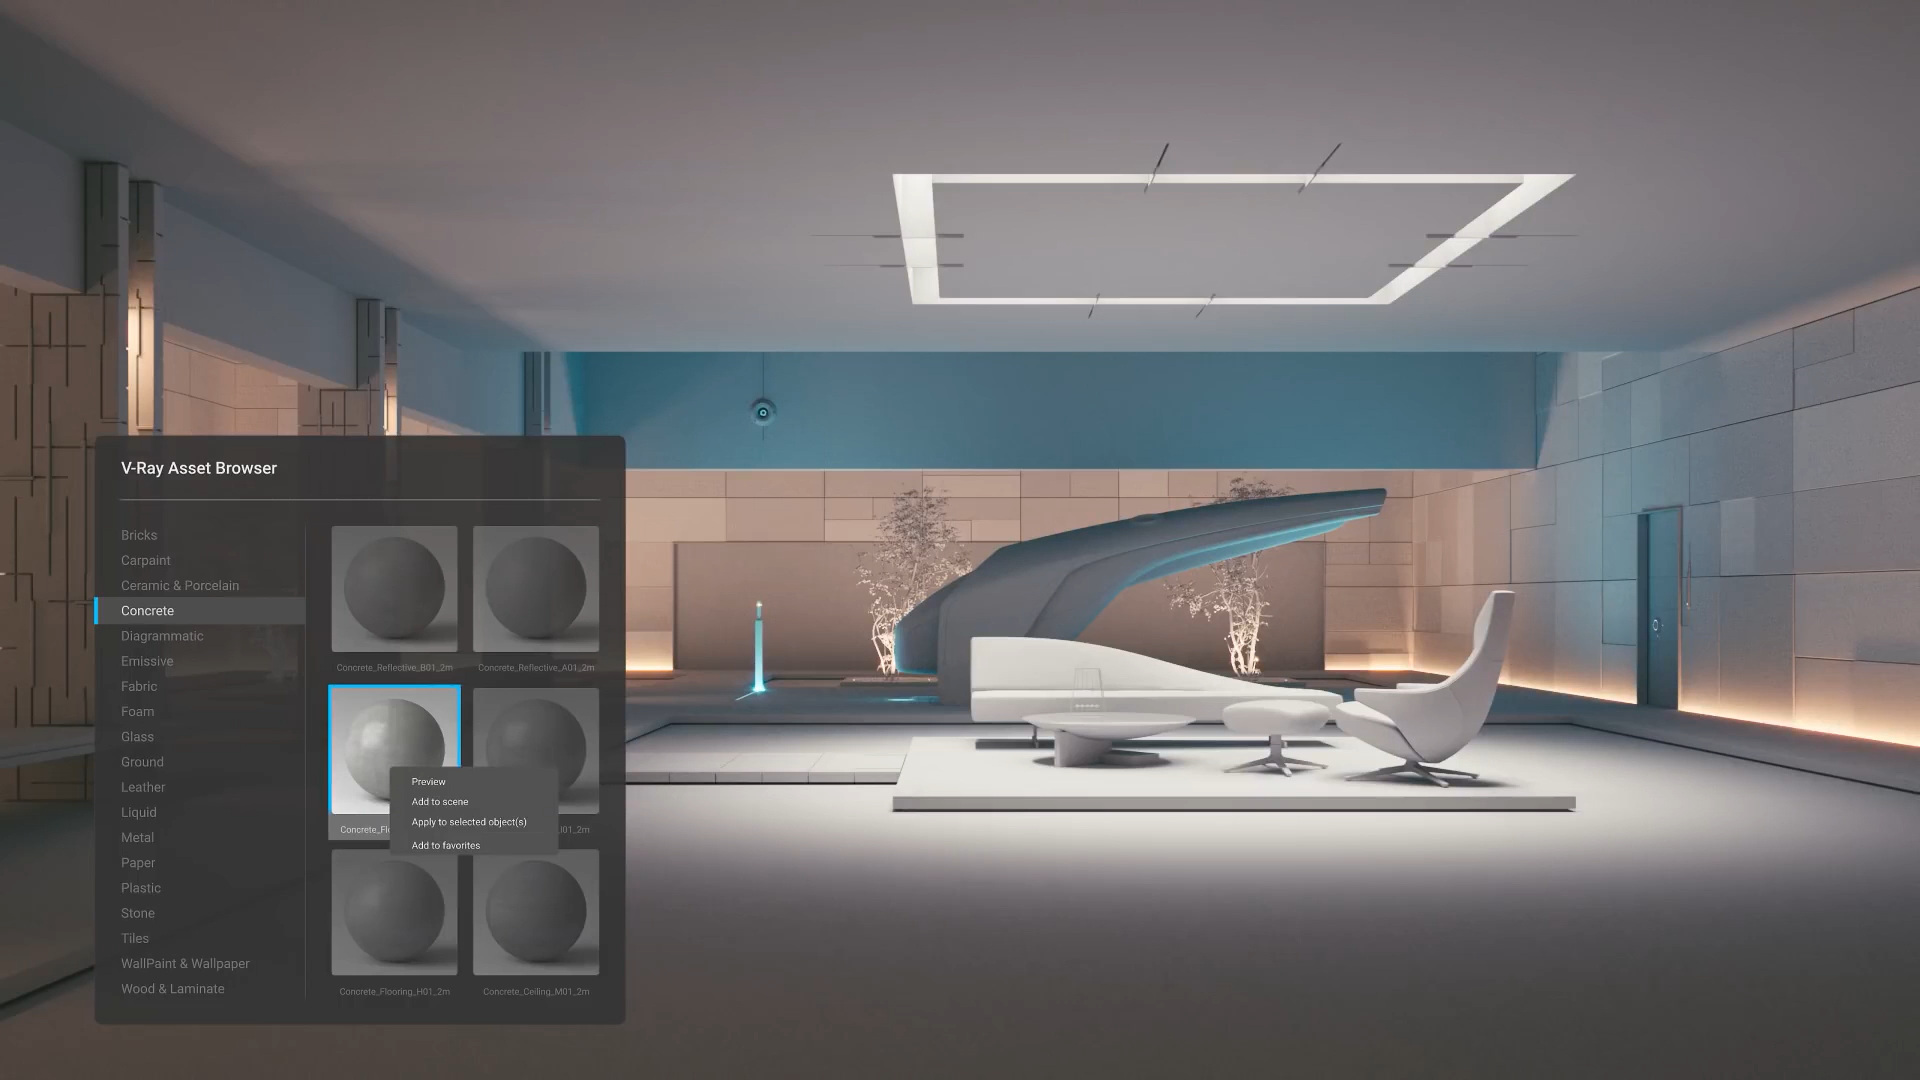 V-Ray Asset Browser
Bricks
Carpaint
Ceramic & Porcelain
Concrete
Diagrammatic
Emissive
Fabric
Foam
Glass
Ground
Leather
Liquid
Metal
Paper
Plastic
Stone
Tiles
WallPaint & Wallpaper
Wood & Laminate
Concrete_Reflective_B01_2m
Concrete_Reflective_A01_2m
Preview
Add to scene
Apply to selected object(s)
Add to favorites
Concrete_Flooring_H01_2m
Concrete_Ceiling_M01_2m